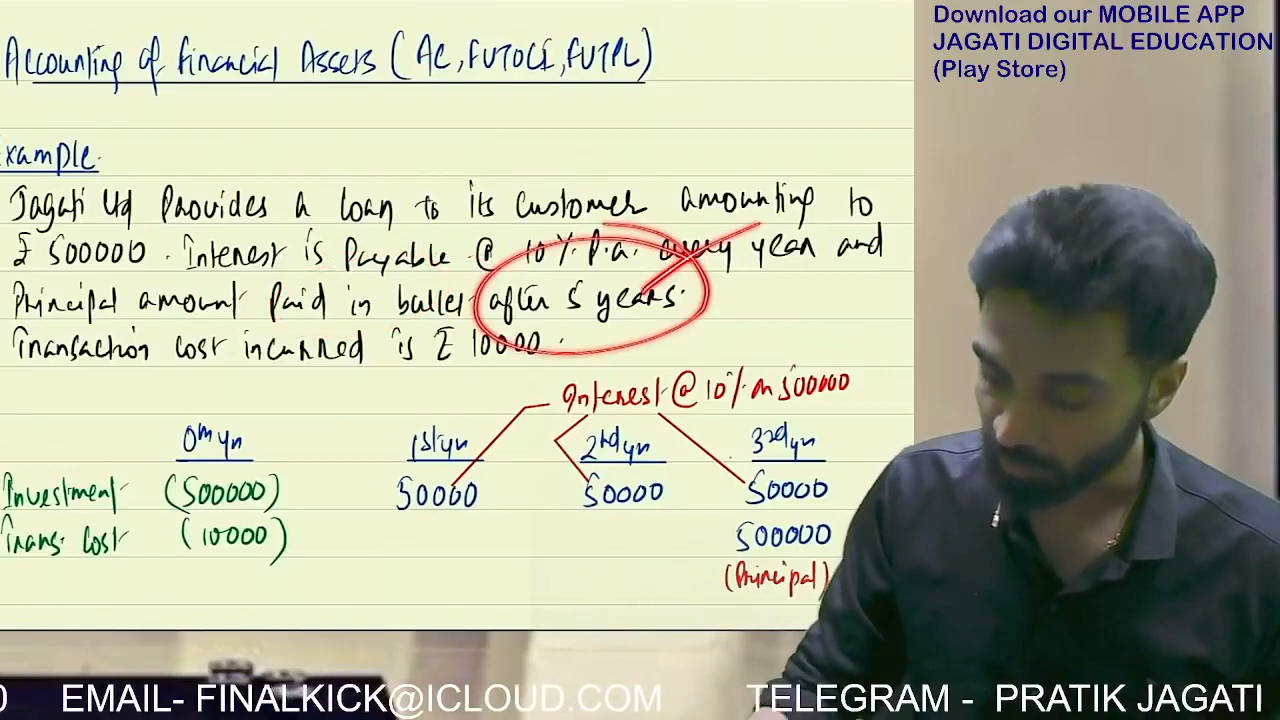 Download our MOBILE APP
JAGATI DIGITAL EDUCATION
(Play Store)
Accounting of Financial Assets (AC, FVTOCI, FVTPL)
Example:
Jagati Ltd Provides a loan to its customer amounting to
₹ 500000. Interest is Payable @ 10% P.a. every year and
Principal amount paid in bullet after 5 years.
Transaction cost incurred is ₹ 10000.
Interest @ 10% on 500000
0th yr 1st yr 2nd yr 3rd yr
Investment (500000) 50000 50000 50000
Trans. Cost (10000) 500000
(Principal)
0 EMAIL- FINALKICK@ICLOUD.COM TELEGRAM - PRATIK JAGATI